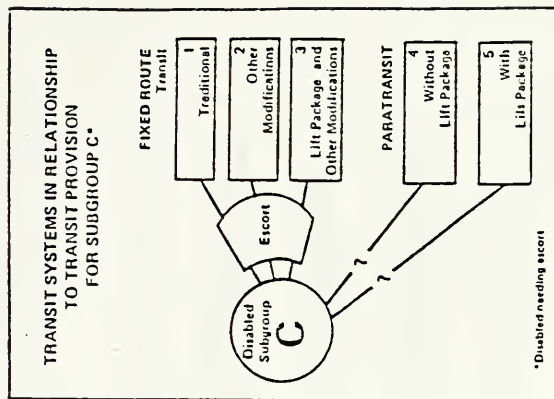 TRANSIT SYSTEMS IN RELATIONSHIP
TO TRANSIT PROVISION
FOR SUBGROUP C*
Disabled
Subgroup
C
Escort
FIXED ROUTE
Transit
1
Traditional
2
Other
Modifications
3
Lift Package and
Other Modifications
PARATRANSIT
4
Without
Lift Package
5
With
Lift Package
?
?
*Disabled needing escort